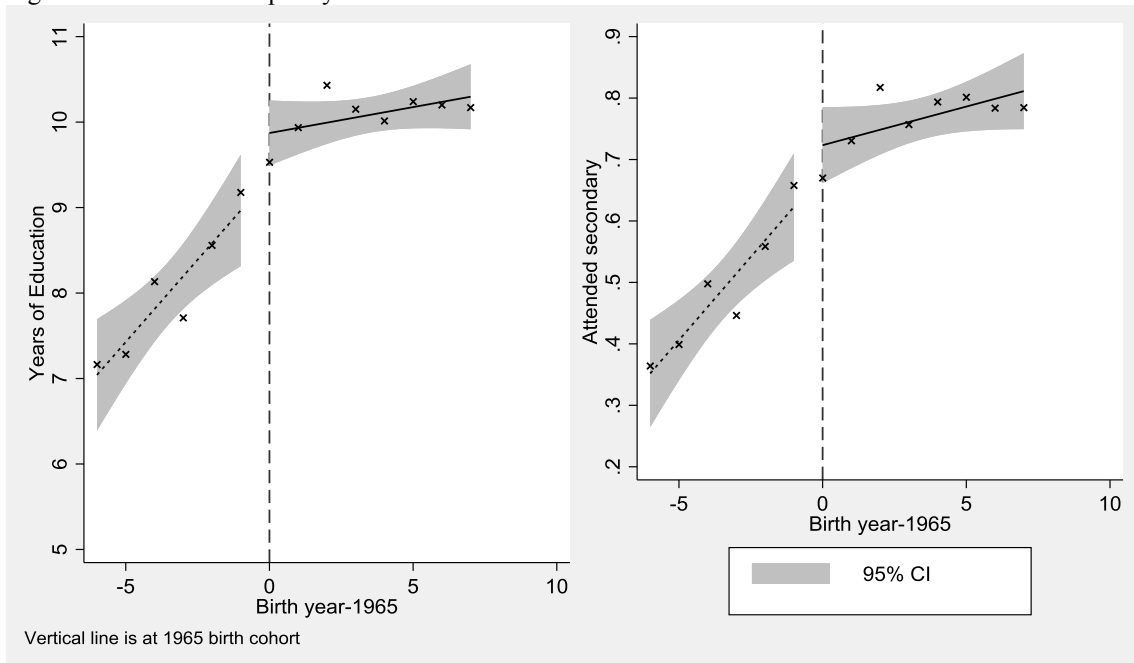 11
10
9
8
7
6
5
Years of Education
-5 0 5 10
Birth year-1965
.9
.8
.7
.6
.5
.4
.3
.2
Attended secondary
-5 0 5 10
Birth year-1965
95% CI
Vertical line is at 1965 birth cohort